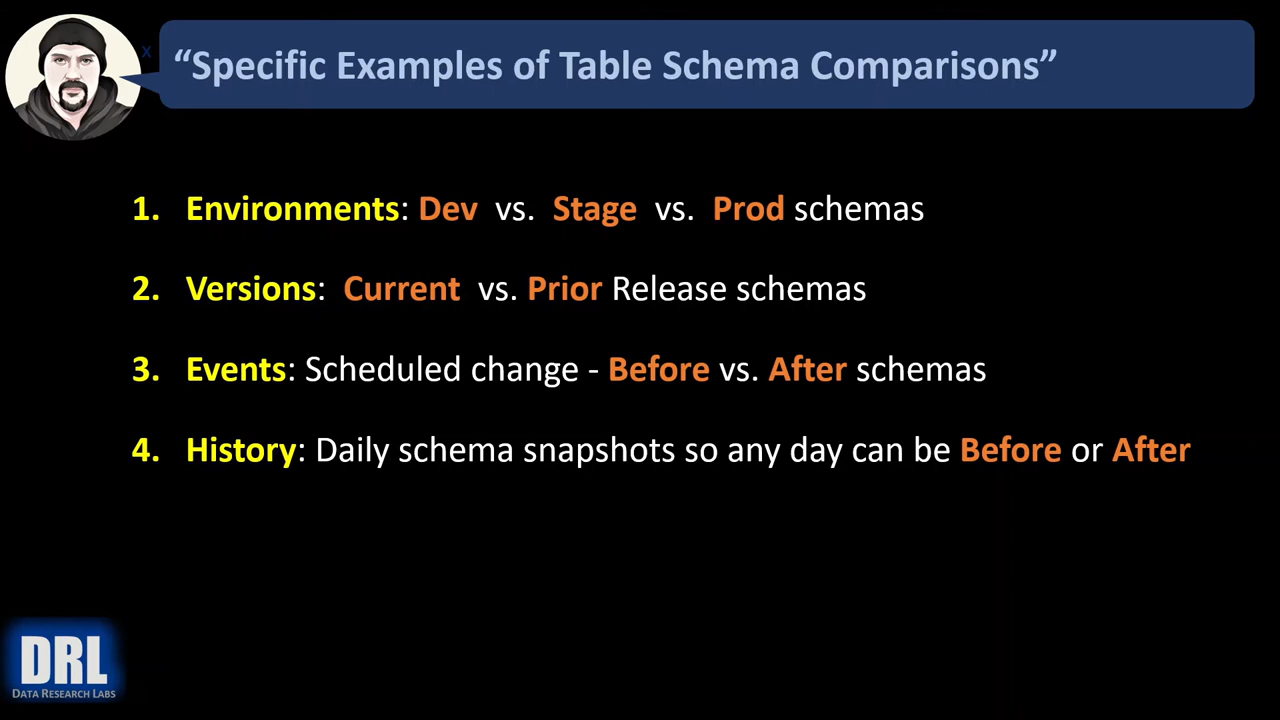 x
“Specific Examples of Table Schema Comparisons”
1. Environments: Dev vs. Stage vs. Prod schemas
2. Versions: Current vs. Prior Release schemas
3. Events: Scheduled change - Before vs. After schemas
4. History: Daily schema snapshots so any day can be Before or After
DRL
DATA RESEARCH LABS